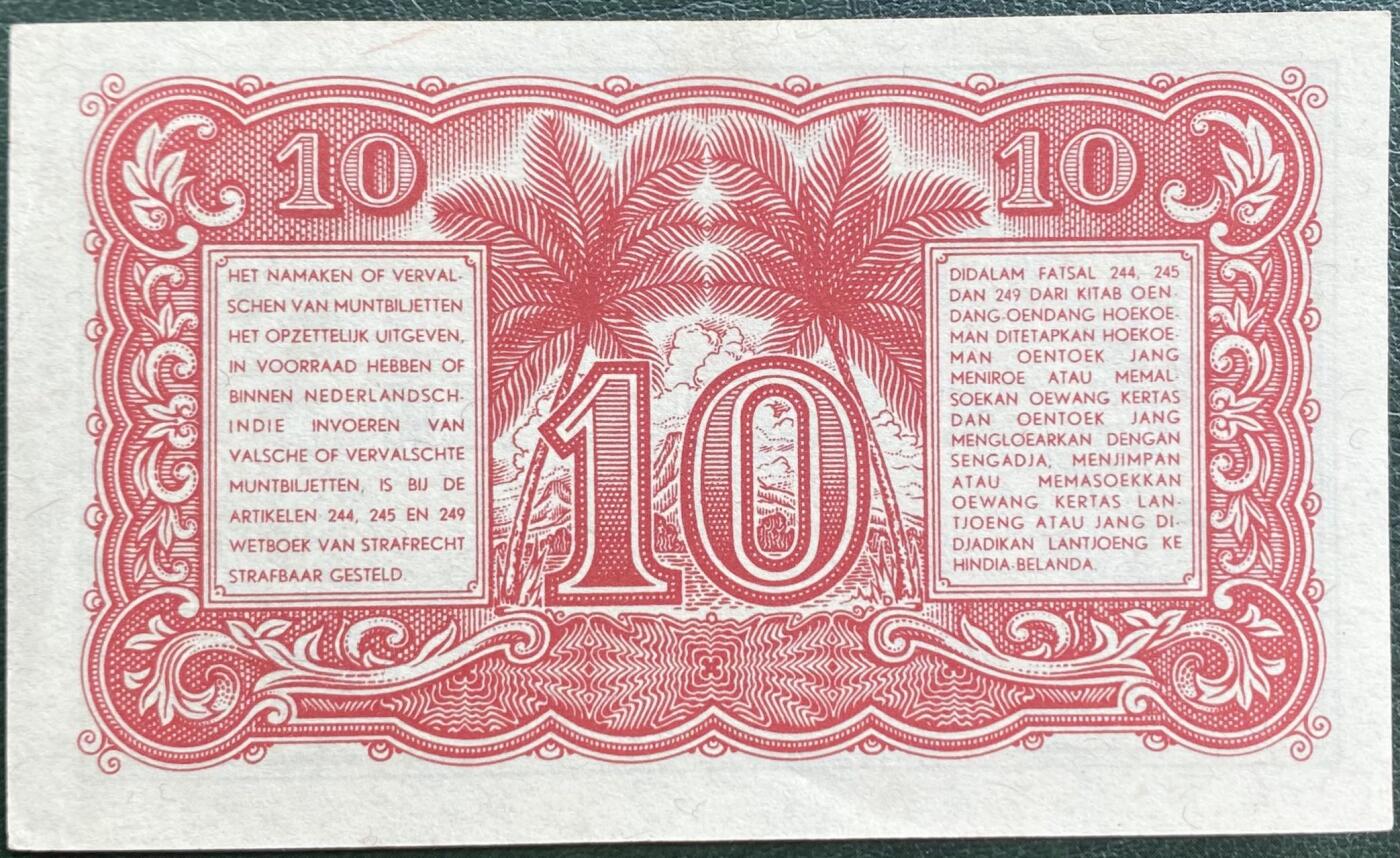 10
10
HET NAMAKEN OF VERVAL-
SCHEN VAN MUNTBILJETTEN
HET OPZETTELIJK UITGEVEN,
IN VOORRAAD HEBBEN OF
BINNEN NEDERLANDSCH-
INDIE INVOEREN VAN
VALSCHE OF VERVALSCHTE
MUNTBILJETTEN, IS BIJ DE
ARTIKELEN 244, 245 EN 249
WETBOEK VAN STRAFRECHT
STRAFBAAR GESTELD.
10
DIDALAM FATSAL 244, 245
DAN 249 DARI KITAB OEN-
DANG-OENDANG HOEKOE-
MAN DITETAPKAN HOEKOE-
MAN OENTOEK JANG
MENIROE ATAU MEMAL-
SOEKAN OEWANG KERTAS
DAN OENTOEK JANG
MENGLOEARKAN DENGAN
SENGADJA, MENJIMPAN
ATAU MEMASOEKKAN
OEWANG KERTAS LAN-
TJOENG ATAU JANG DI-
DJADIKAN LANTJOENG KE
HINDIA-BELANDA.